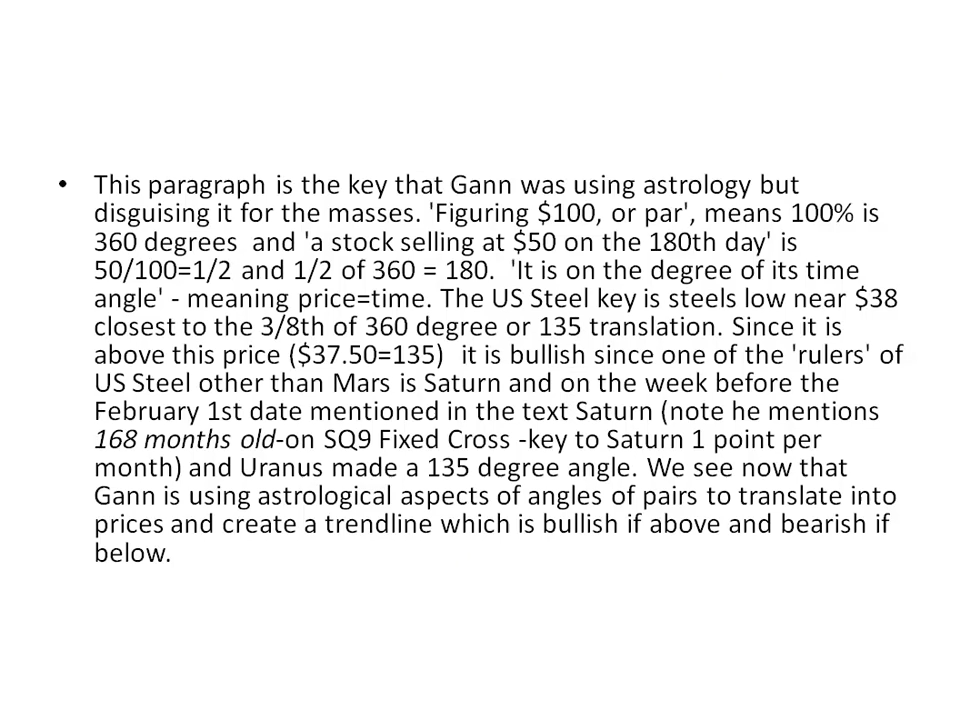 • This paragraph is the key that Gann was using astrology but
disguising it for the masses. 'Figuring $100, or par', means 100% is
360 degrees  and 'a stock selling at $50 on the 180th day' is
50/100=1/2 and 1/2 of 360 = 180.  'It is on the degree of its time
angle' - meaning price=time. The US Steel key is steels low near $38
closest to the 3/8th of 360 degree or 135 translation. Since it is
above this price ($37.50=135)  it is bullish since one of the 'rulers' of
US Steel other than Mars is Saturn and on the week before the
February 1st date mentioned in the text Saturn (note he mentions
168 months old-on SQ9 Fixed Cross -key to Saturn 1 point per
month) and Uranus made a 135 degree angle. We see now that
Gann is using astrological aspects of angles of pairs to translate into
prices and create a trendline which is bullish if above and bearish if
below.